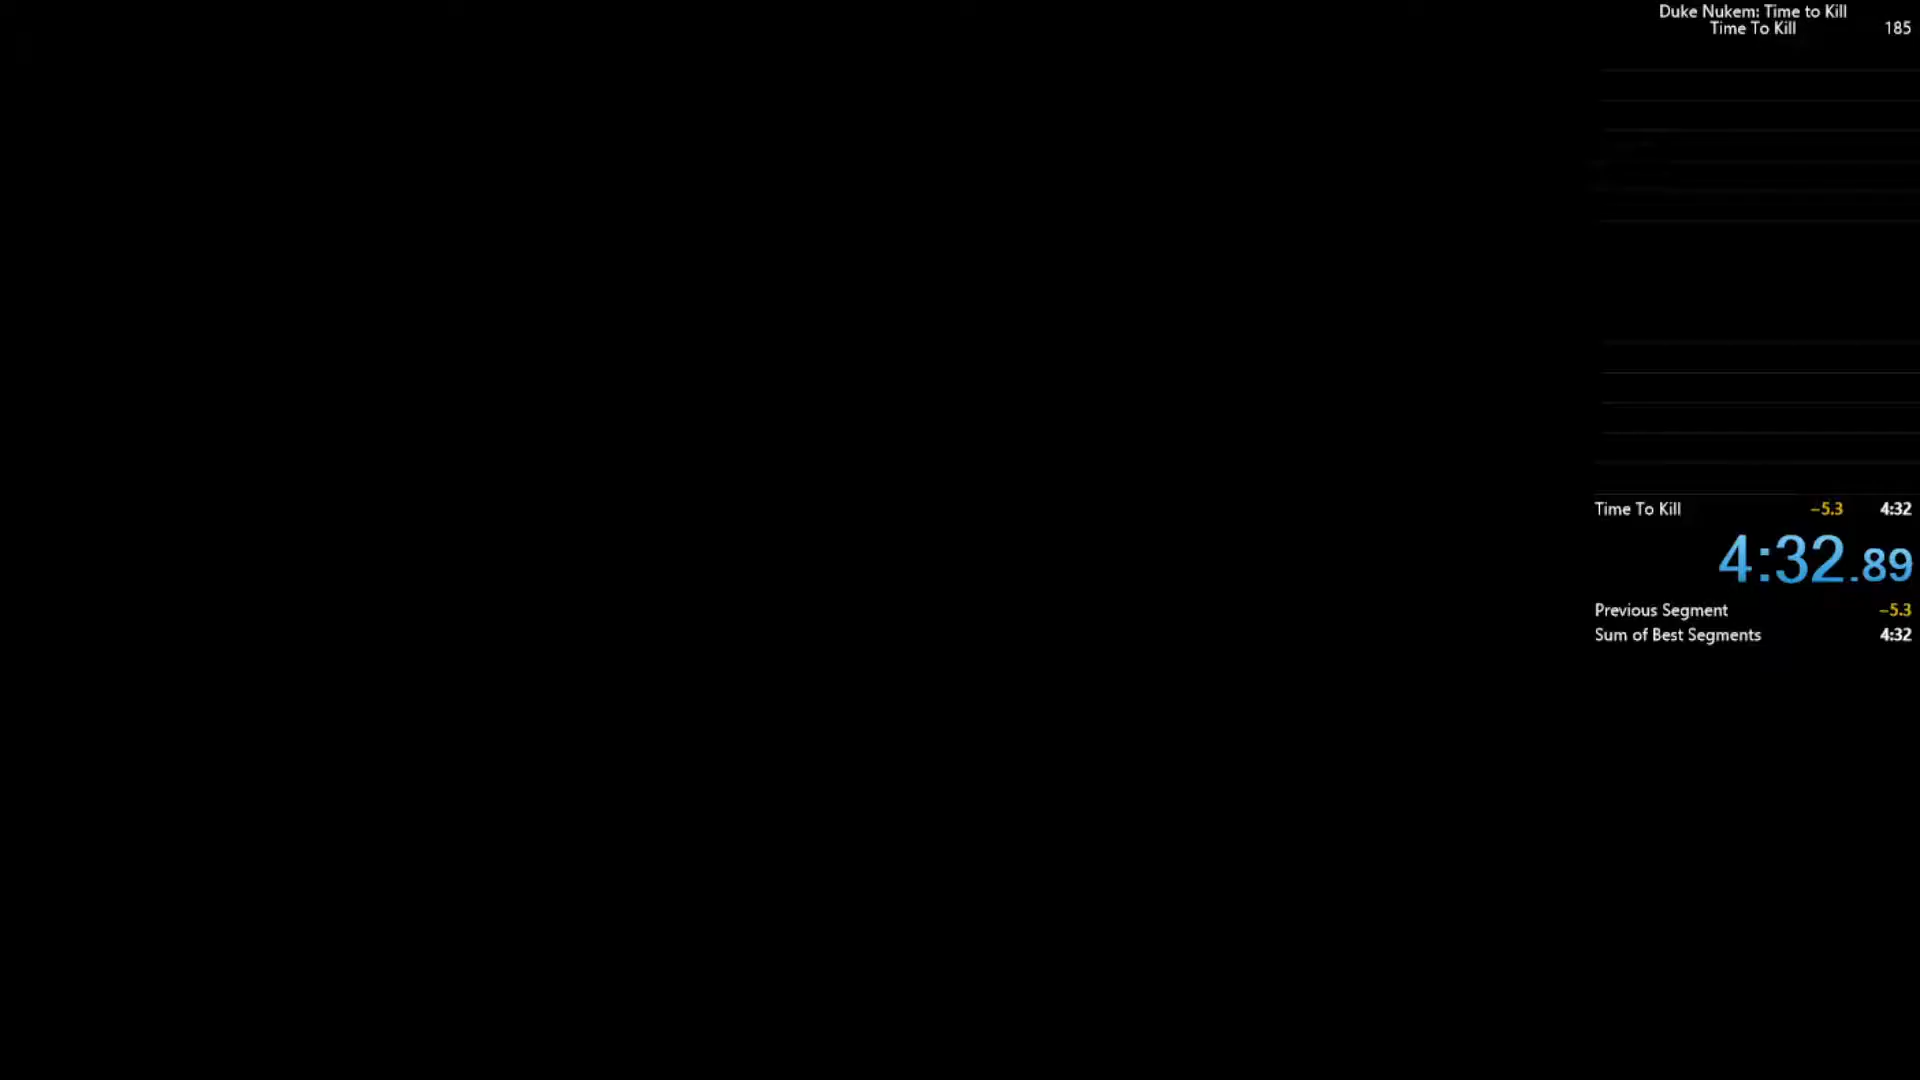 Duke Nukem: Time to Kill
Time To Kill 185
Time To Kill −5.3 4:32
4:32.89
Previous Segment −5.3
Sum of Best Segments 4:32